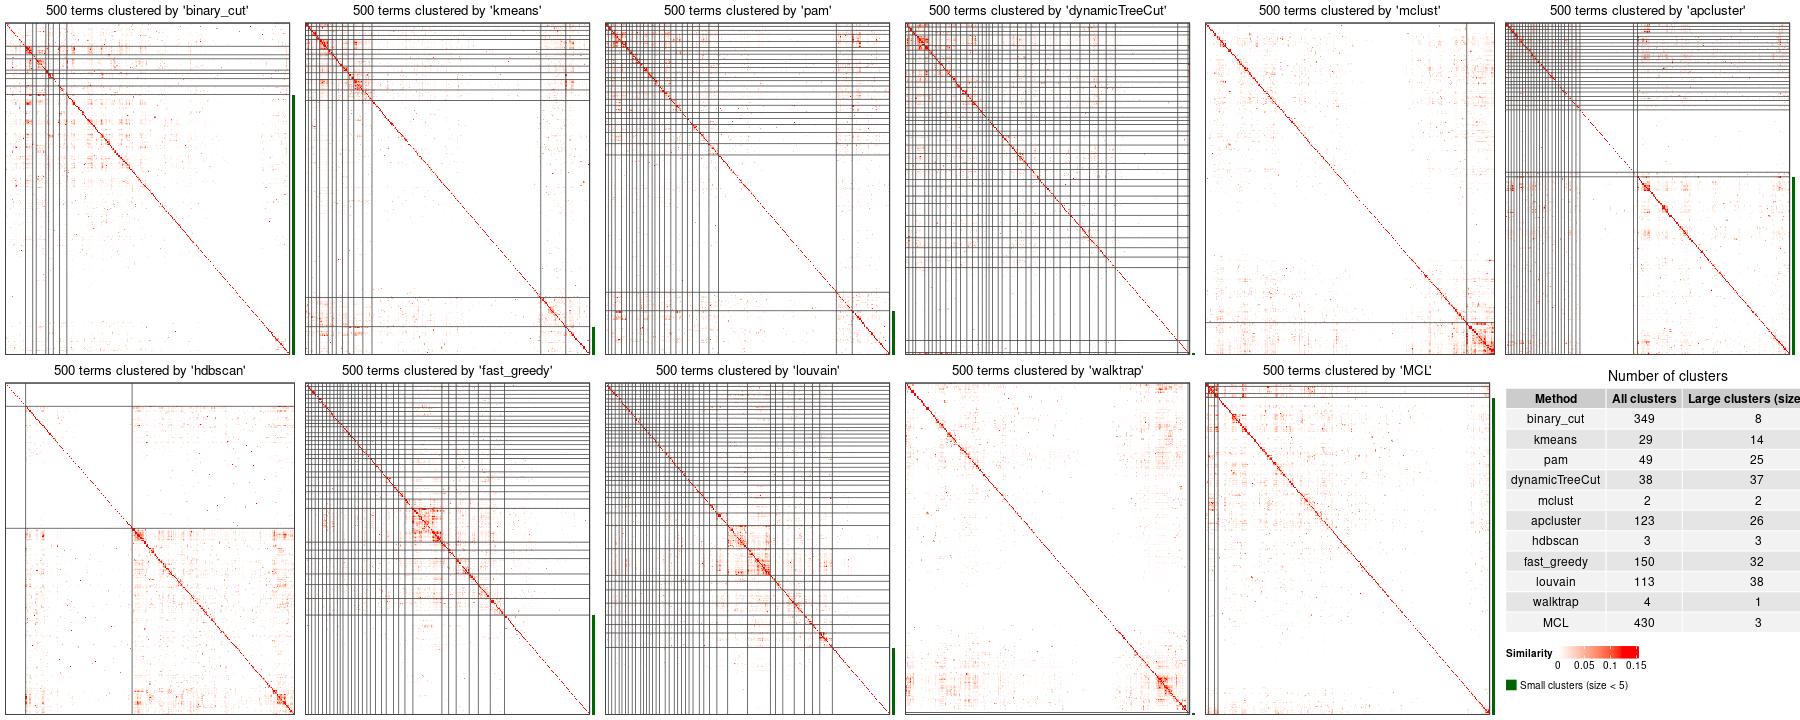 500 terms clustered by 'binary_cut'
500 terms clustered by 'kmeans'
500 terms clustered by 'pam'
500 terms clustered by 'dynamicTreeCut'
500 terms clustered by 'mclust'
500 terms clustered by 'apcluster'
500 terms clustered by 'hdbscan'
500 terms clustered by 'fast_greedy'
500 terms clustered by 'louvain'
500 terms clustered by 'walktrap'
500 terms clustered by 'MCL'
Number of clusters
Method All clusters Large clusters (size
binary_cut 349 8
kmeans 29 14
pam 49 25
dynamicTreeCut 38 37
mclust 2 2
apcluster 123 26
hdbscan 3 3
fast_greedy 150 32
louvain 113 38
walktrap 4 1
MCL 430 3
Similarity
0 0.05 0.1 0.15
Small clusters (size < 5)